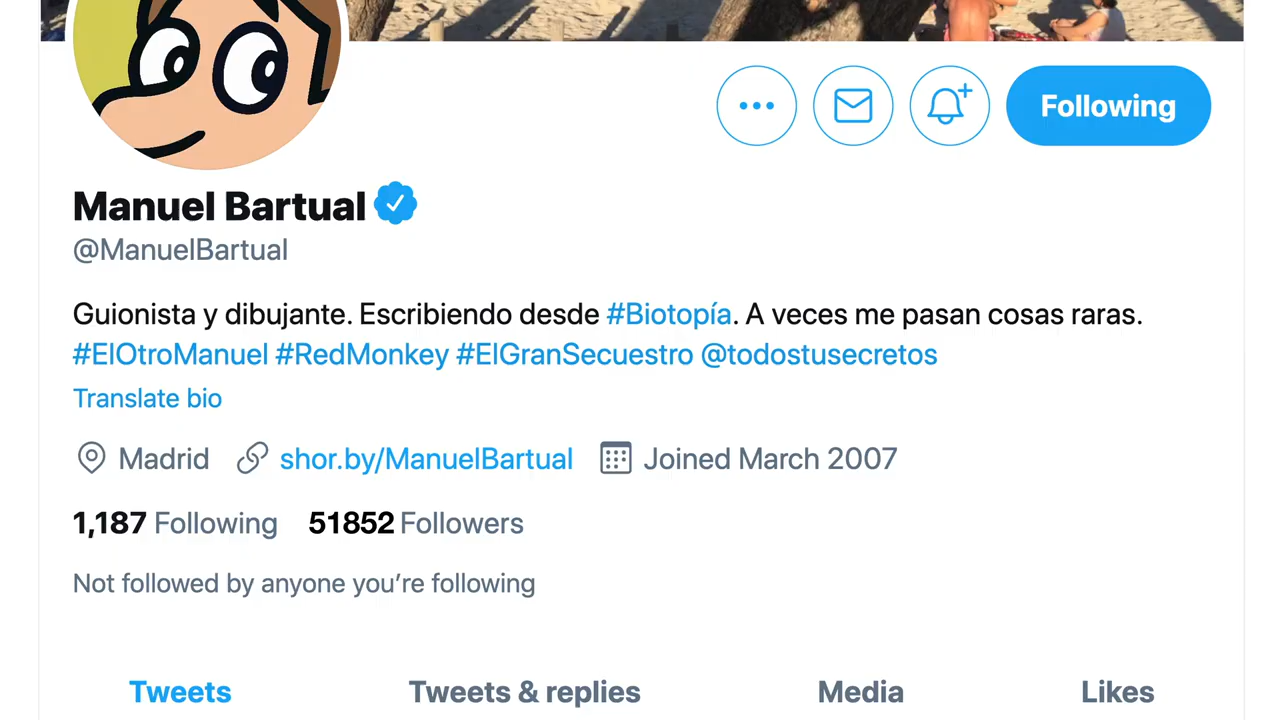 Following
Manuel Bartual
@ManuelBartual
Guionista y dibujante. Escribiendo desde #Biotopía. A veces me pasan cosas raras.
#ElOtroManuel #RedMonkey #ElGranSecuestro @todostusecretos
Translate bio
Madrid shor.by/ManuelBartual Joined March 2007
1,187 Following 51852 Followers
Not followed by anyone you’re following
Tweets Tweets & replies Media Likes